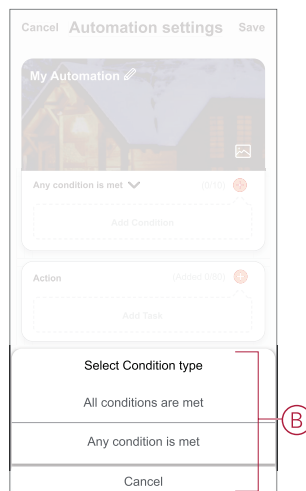 Cancel Automation settings Save
My Automation
Any condition is met (0/10)
Add Condition
Action (Added 0/50)
Add Task
Select Condition type
All conditions are met
Any condition is met
Cancel
B